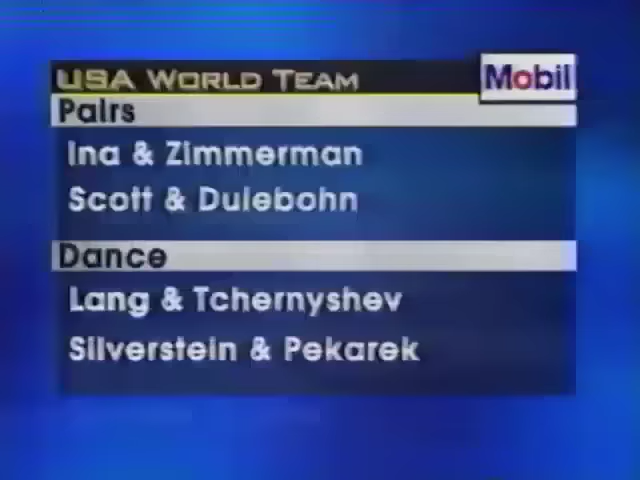 USA WORLD TEAM
Mobil
Pairs
Ina & Zimmerman
Scott & Dulebohn
Dance
Lang & Tchernyshev
Silverstein & Pekarek